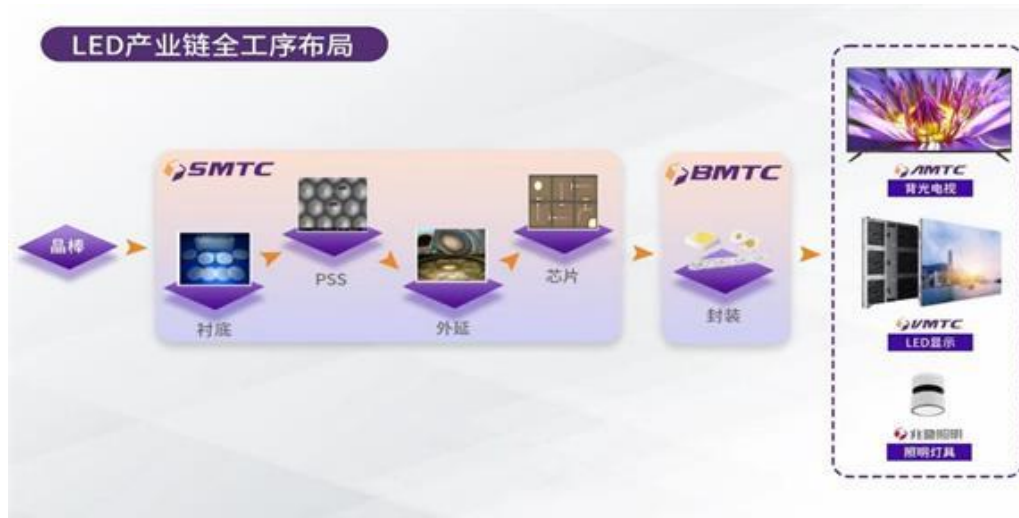 LED产业链全工序布局
晶棒
SMTC
衬底
PSS
外延
芯片
BMTC
封装
AMTC
背光电视
VMTC
LED显示
兆驰照明
照明灯具